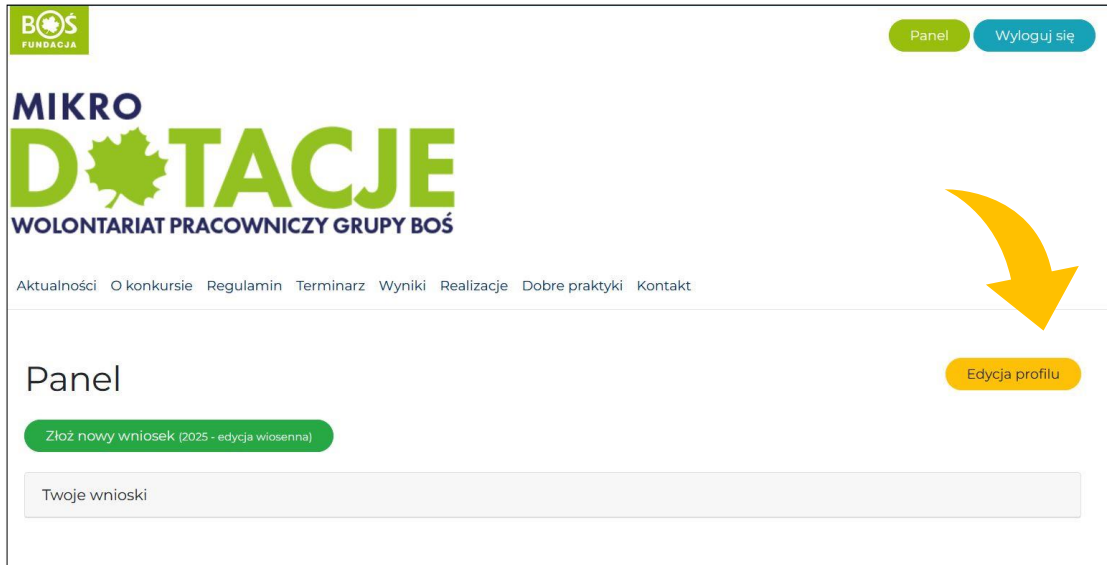 BOŚ
FUNDACJA
Panel
Wyloguj się
MIKRO
DOTACJE
WOLONTARIAT PRACOWNICZY GRUPY BOŚ
Aktualności O konkursie Regulamin Terminarz Wyniki Realizacje Dobre praktyki Kontakt
Panel
Edycja profilu
Złoż nowy wniosek (2025 - edycja wiosenna)
Twoje wnioski